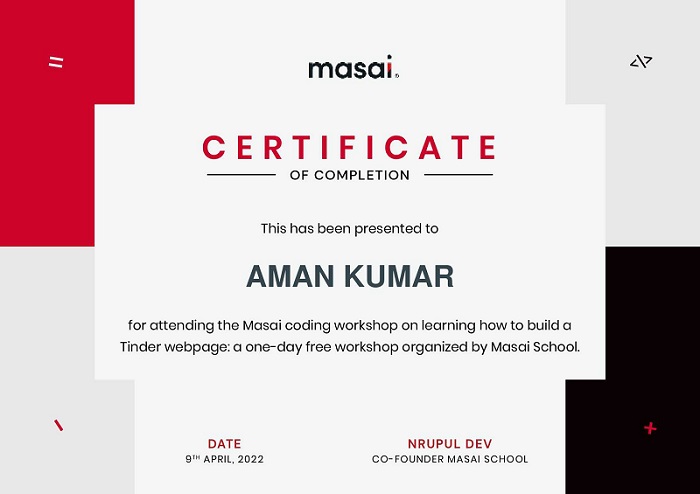 masai.
CERTIFICATE
OF COMPLETION
This has been presented to
AMAN KUMAR
for attending the Masai coding workshop on learning how to build a
Tinder webpage: a one-day free workshop organized by Masai School.
DATE
9TH APRIL, 2022
NRUPUL DEV
CO-FOUNDER MASAI SCHOOL